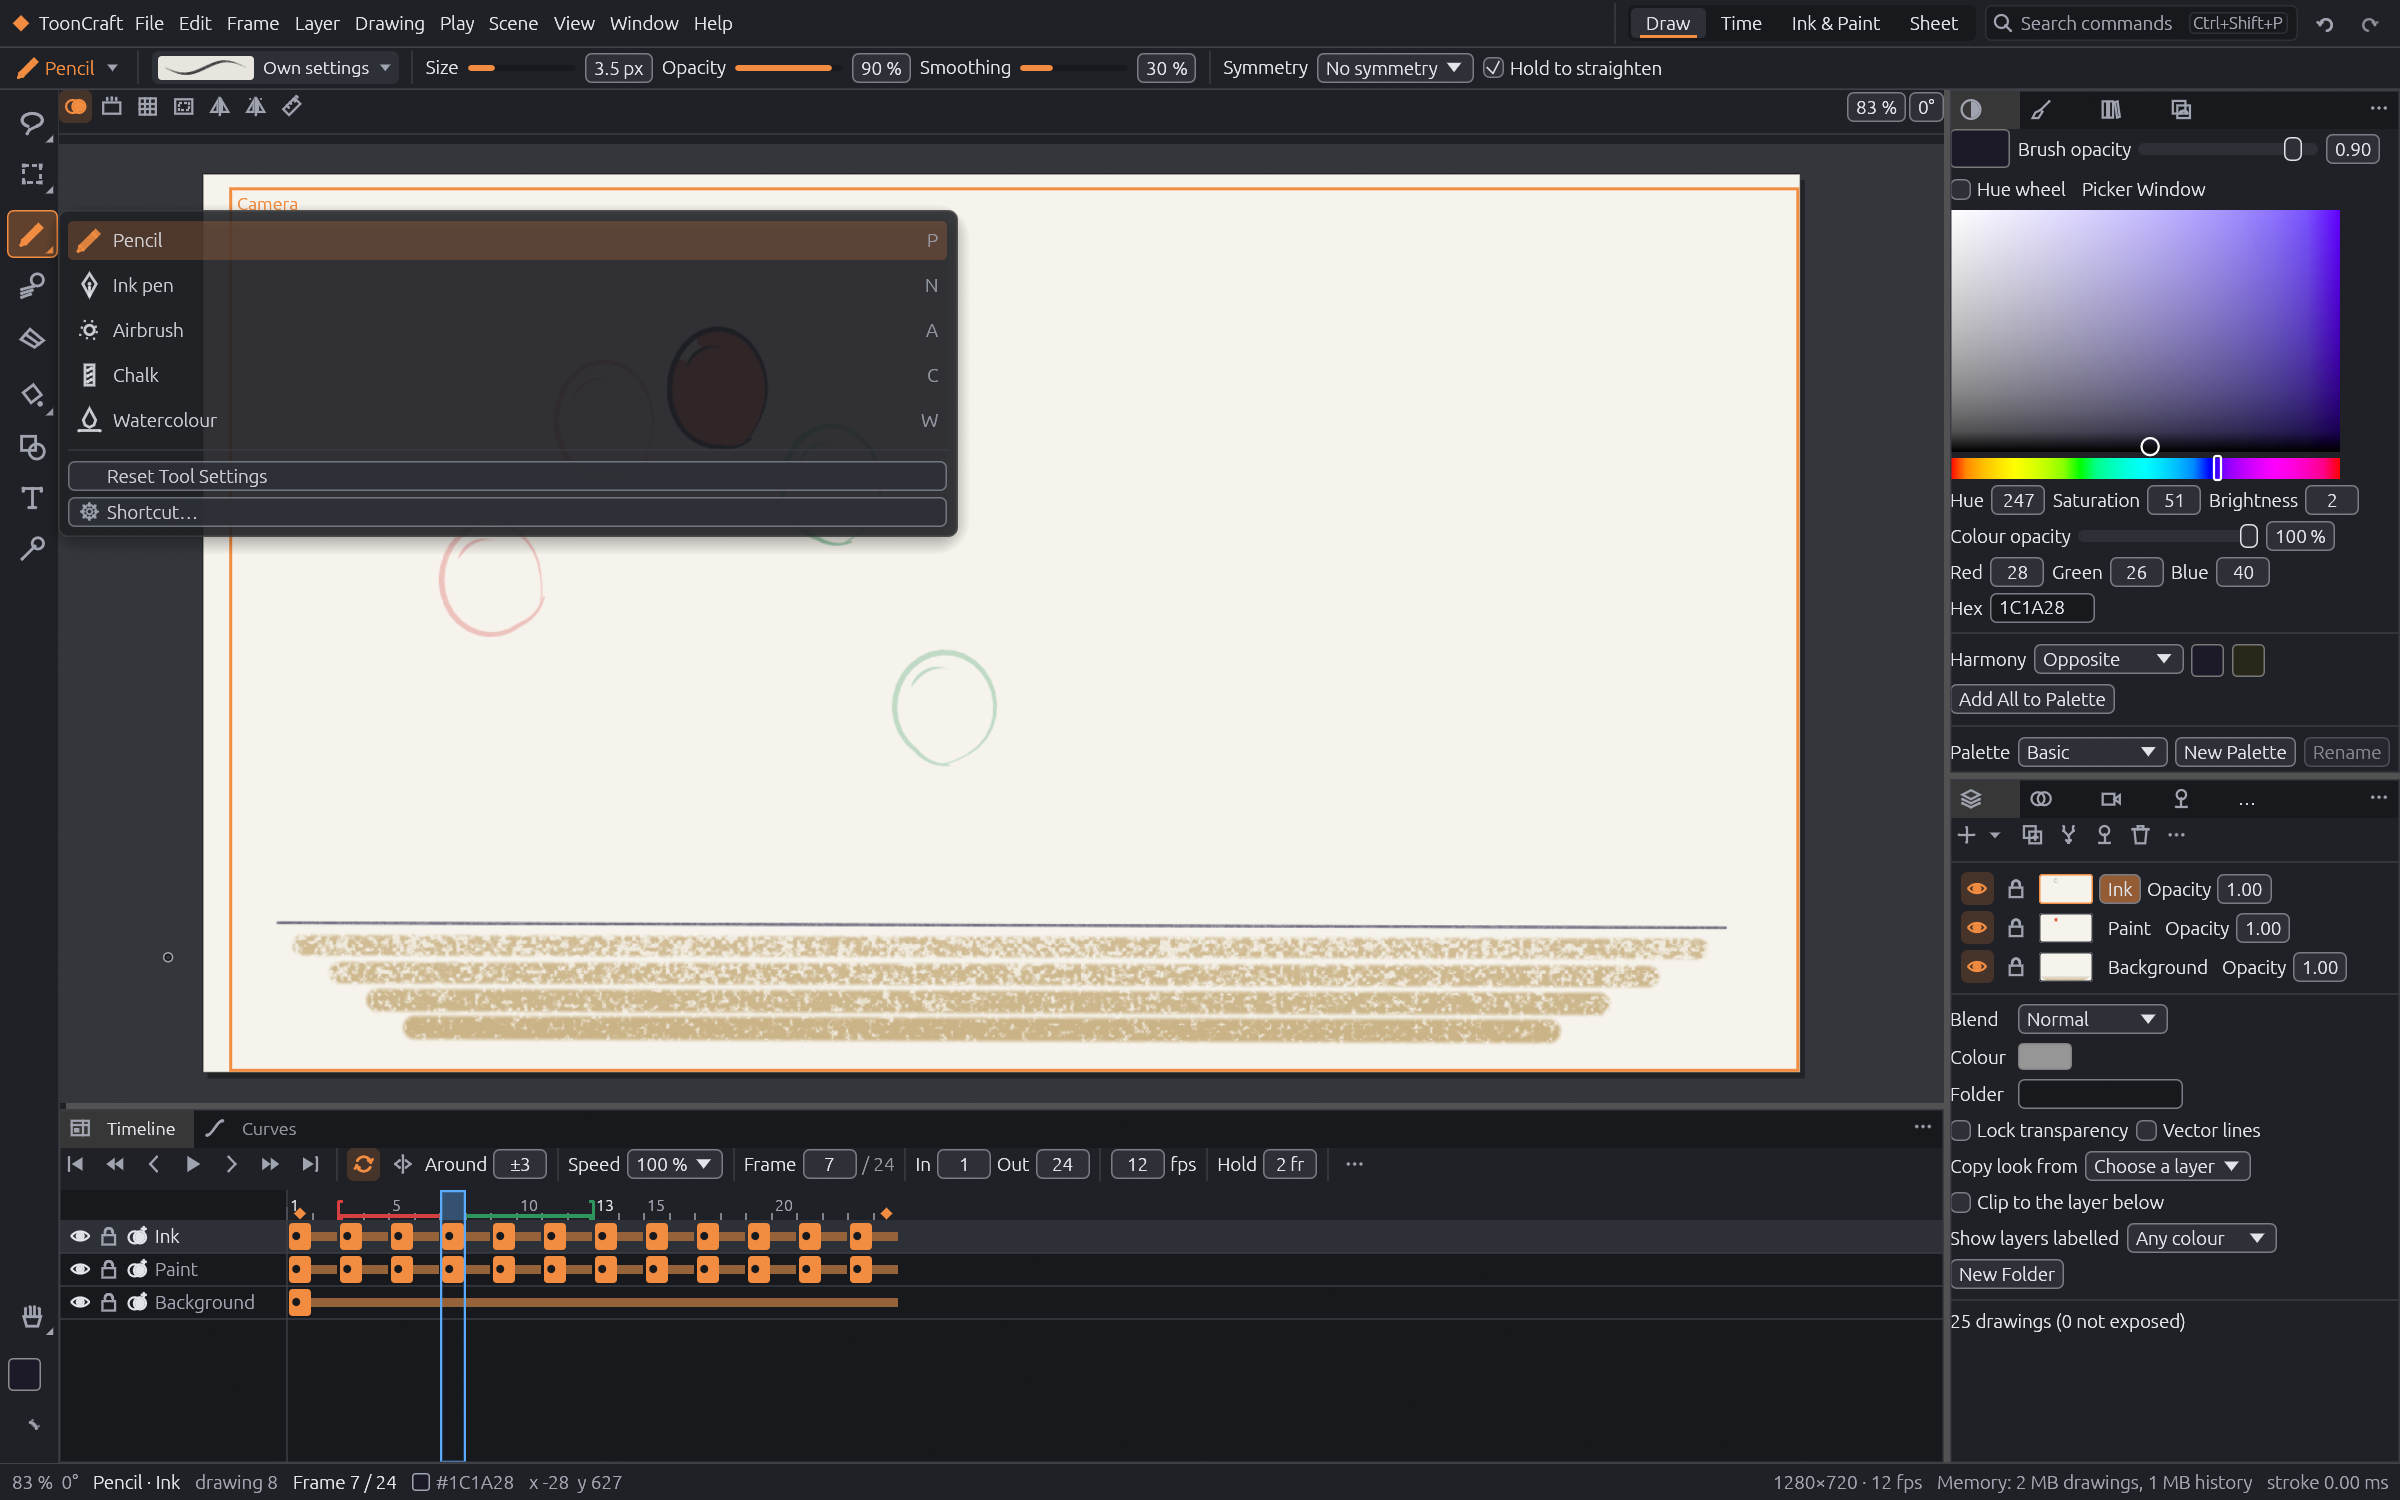 ToonCraft File Edit Frame Layer Drawing Play Scene View Window Help Draw Time Ink & Paint Sheet Search commands Ctrl+Shift+P
Pencil Own settings Size 3.5 px Opacity 90 % Smoothing 30 % Symmetry No symmetry Hold to straighten
83 % 0°
Brush opacity 0.90
Hue wheel Picker Window
Camera
Pencil P
Ink pen N
Airbrush A
Chalk C
Watercolour W
Reset Tool Settings
Shortcut…
Hue 247 Saturation 51 Brightness 2
Colour opacity 100 %
Red 28 Green 26 Blue 40
Hex 1C1A28
Harmony Opposite
Add All to Palette
Palette Basic New Palette Rename
...
Ink Opacity 1.00
Paint Opacity 1.00
Background Opacity 1.00
Blend Normal
Colour
Folder
Lock transparency Vector lines
Copy look from Choose a layer
Clip to the layer below
Show layers labelled Any colour
New Folder
25 drawings (0 not exposed)
Timeline Curves
Around ±3 Speed 100 % Frame 7 / 24 In 1 Out 24 12 fps Hold 2 fr
1 5 10 13 15 20
Ink
Paint
Background
83 % 0° Pencil · Ink drawing 8 Frame 7 / 24 #1C1A28 x -28 y 627 1280×720 · 12 fps Memory: 2 MB drawings, 1 MB history stroke 0.00 ms